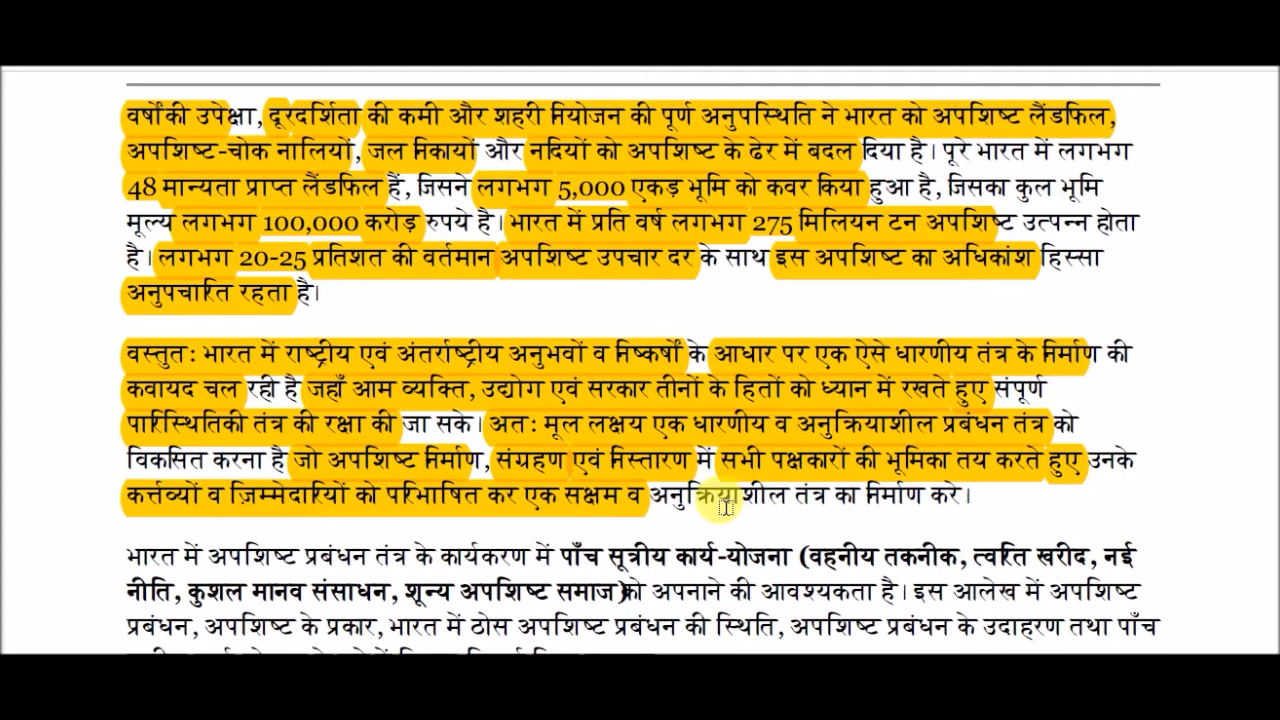 वर्षों की उपेक्षा, दूरदर्शिता की कमी और शहरी नियोजन की पूर्ण अनुपस्थिति ने भारत को अपशिष्ट लैंडफिल,
अपशिष्ट-चोक नालियों, जल निकायों और नदियों को अपशिष्ट के ढेर में बदल दिया है। पूरे भारत में लगभग
48 मान्यता प्राप्त लैंडफिल हैं, जिसने लगभग 5,000 एकड़ भूमि को कवर किया हुआ है, जिसका कुल भूमि
मूल्य लगभग 100,000 करोड़ रुपये है। भारत में प्रति वर्ष लगभग 275 मिलियन टन अपशिष्ट उत्पन्न होता
है। लगभग 20-25 प्रतिशत की वर्तमान अपशिष्ट उपचार दर के साथ इस अपशिष्ट का अधिकांश हिस्सा
अनुपचारित रहता है।
वस्तुत: भारत में राष्ट्रीय एवं अंतर्राष्ट्रीय अनुभवों व निष्कर्षों के आधार पर एक ऐसे धारणीय तंत्र के निर्माण की
कवायद चल रही है जहाँ आम व्यक्ति, उद्योग एवं सरकार तीनों के हितों को ध्यान में रखते हुए संपूर्ण
पारिस्थितिकी तंत्र की रक्षा की जा सके। अत: मूल लक्षय एक धारणीय व अनुक्रियाशील प्रबंधन तंत्र को
विकसित करना है जो अपशिष्ट निर्माण, संग्रहण एवं निस्तारण में सभी पक्षकारों की भूमिका तय करते हुए उनके
कर्त्तव्यों व ज़िम्मेदारियों को परिभाषित कर एक सक्षम व अनुक्रियाशील तंत्र का निर्माण करे।
भारत में अपशिष्ट प्रबंधन तंत्र के कार्यकरण में पाँच सूत्रीय कार्य-योजना (वहनीय तकनीक, त्वरित खरीद, नई
नीति, कुशल मानव संसाधन, शून्य अपशिष्ट समाज) को अपनाने की आवश्यकता है। इस आलेख में अपशिष्ट
प्रबंधन, अपशिष्ट के प्रकार, भारत में ठोस अपशिष्ट प्रबंधन की स्थिति, अपशिष्ट प्रबंधन के उदाहरण तथा पाँच